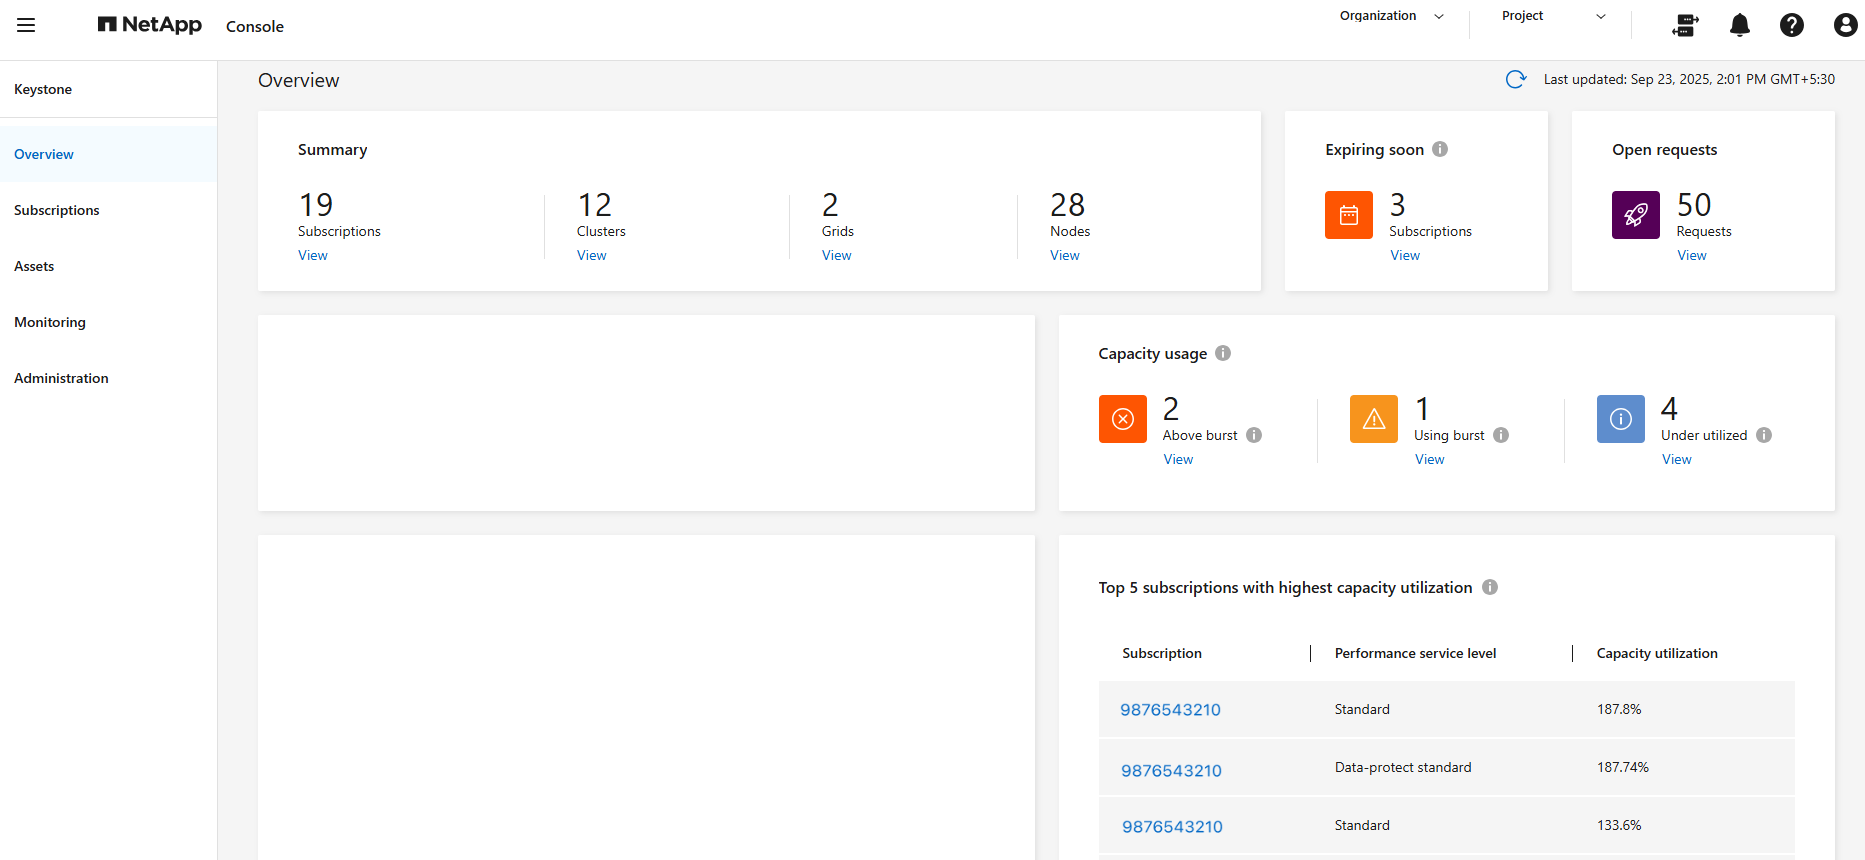 NetApp Console
Organization
Project
Keystone
Overview
Subscriptions
Assets
Monitoring
Administration
Overview
Last updated: Sep 23, 2025, 2:01 PM GMT+5:30
Summary
19
Subscriptions
View
12
Clusters
View
2
Grids
View
28
Nodes
View
Expiring soon
3
Subscriptions
View
Open requests
50
Requests
View
Capacity usage
2
Above burst
View
1
Using burst
View
4
Under utilized
View
Top 5 subscriptions with highest capacity utilization
Subscription Performance service level Capacity utilization
9876543210 Standard 187.8%
9876543210 Data-protect standard 187.74%
9876543210 Standard 133.6%